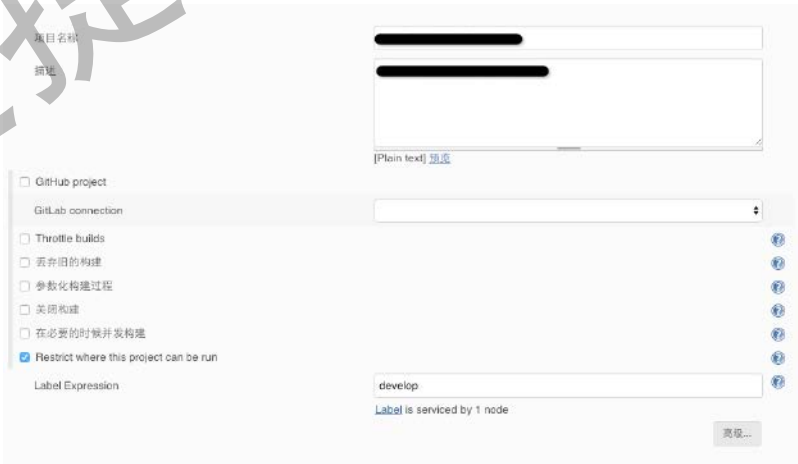 项目名称
描述
[Plain text] 预览
GitHub project
GitLab connection
Throttle builds
丢弃旧的构建
参数化构建过程
关闭构建
在必要的时候并发构建
Restrict where this project can be run
Label Expression
develop
Label is serviced by 1 node
高级...